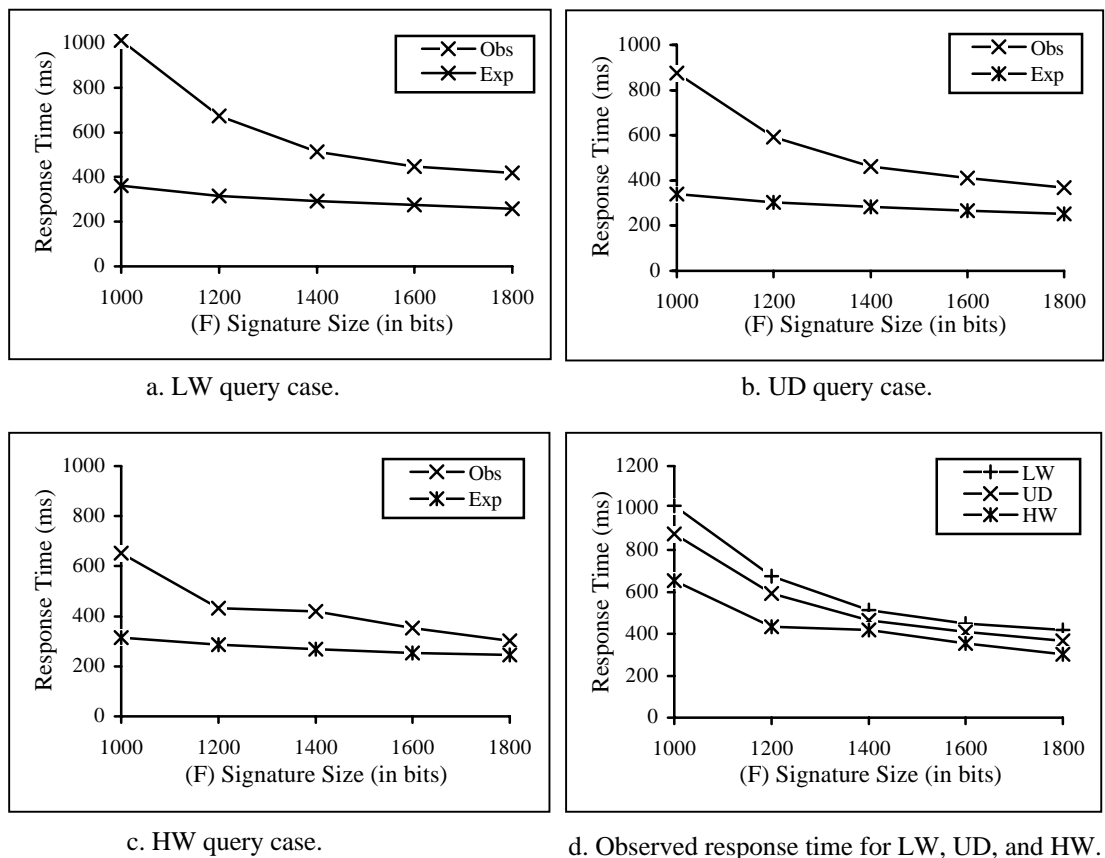 1000
800
600
400
200
0
Response Time (ms)
Obs
Exp
1000 1200 1400 1600 1800
(F) Signature Size (in bits)
a. LW query case.
1000
800
600
400
200
0
Response Time (ms)
Obs
Exp
1000 1200 1400 1600 1800
(F) Signature Size (in bits)
b. UD query case.
1000
800
600
400
200
0
Response Time (ms)
Obs
Exp
1000 1200 1400 1600 1800
(F) Signature Size (in bits)
c. HW query case.
1200
1000
800
600
400
200
0
Response Time (ms)
LW
UD
HW
1000 1200 1400 1600 1800
(F) Signature Size (in bits)
d. Observed response time for LW, UD, and HW.